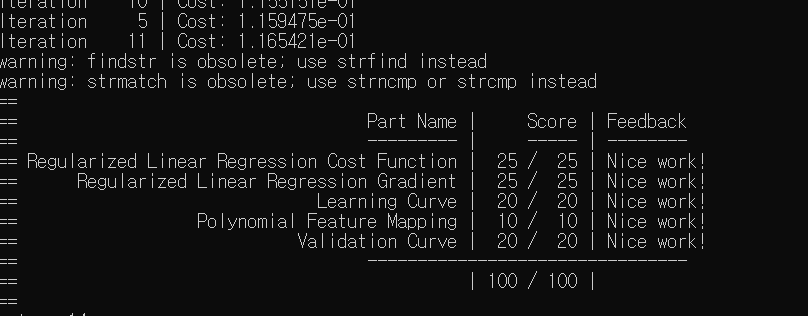 Iteration    10 | Cost: 1.155151e-01
Iteration     5 | Cost: 1.159475e-01
Iteration    11 | Cost: 1.165421e-01
warning: findstr is obsolete; use strfind instead
warning: strmatch is obsolete; use strncmp or strcmp instead
==
==                                   Part Name |     Score | Feedback
==                                   --------- |     ----- | --------
== Regularized Linear Regression Cost Function |  25 /  25 | Nice work!
==      Regularized Linear Regression Gradient |  25 /  25 | Nice work!
==                              Learning Curve |  20 /  20 | Nice work!
==                  Polynomial Feature Mapping |  10 /  10 | Nice work!
==                            Validation Curve |  20 /  20 | Nice work!
==                                   --------------------------------
==                                             | 100 / 100 |
==